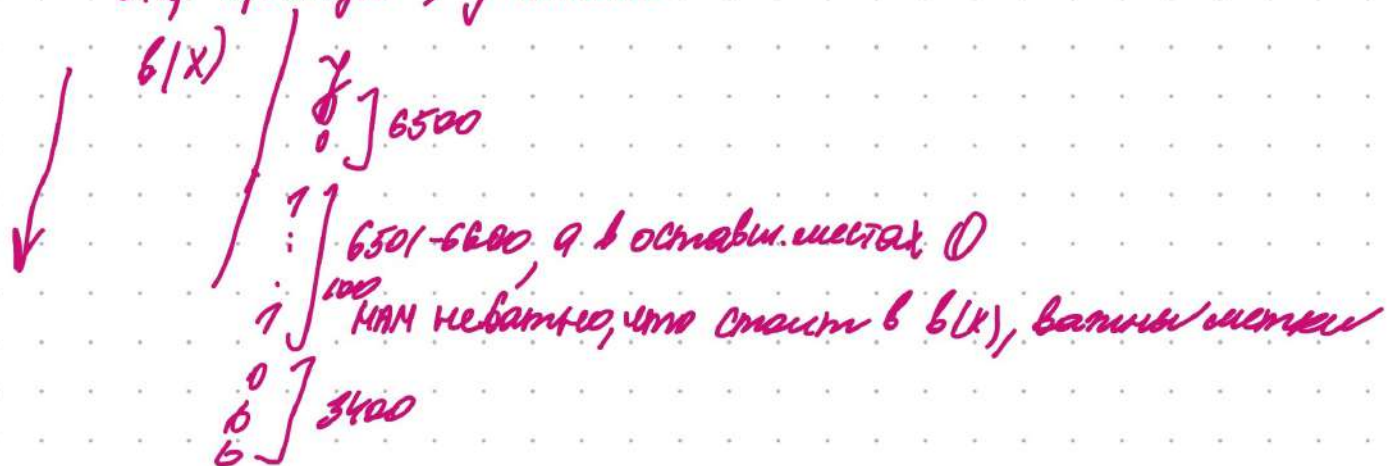 b(x) y
0 ] 6500
1
: 6501-6600, а в оставш. местах 0
. 100
1 нам неважно, что стоит в b(x), важны метки
0
0 ] 3400
0